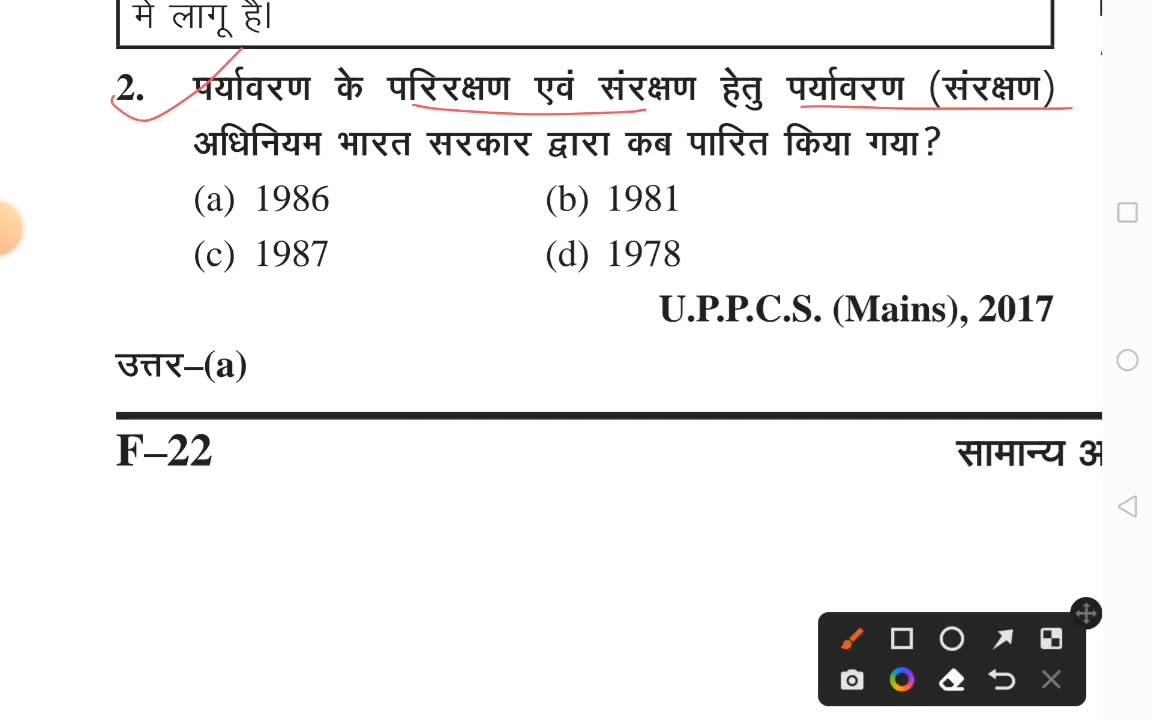 में लागू है।
2. पर्यावरण के परिरक्षण एवं संरक्षण हेतु पर्यावरण (संरक्षण)
अधिनियम भारत सरकार द्वारा कब पारित किया गया?
(a) 1986 (b) 1981
(c) 1987 (d) 1978
U.P.P.C.S. (Mains), 2017
उत्तर–(a)
F–22 सामान्य अ